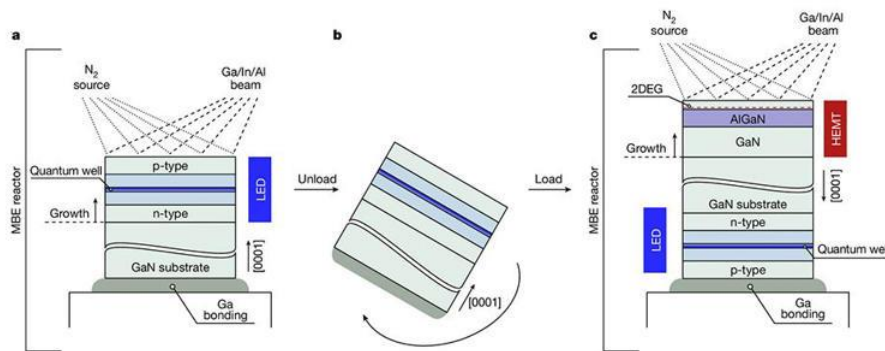 a
N2
source
Ga/In/Al
beam
MBE reactor
Quantum well
p-type
LED
Growth
n-type
[0001]
GaN substrate
Ga
bonding
b
Unload
Load
[0001]
c
N2
source
Ga/In/Al
beam
MBE reactor
2DEG
AlGaN
HEMT
GaN
Growth
[0001]
GaN substrate
n-type
LED
Quantum well
p-type
Ga
bonding